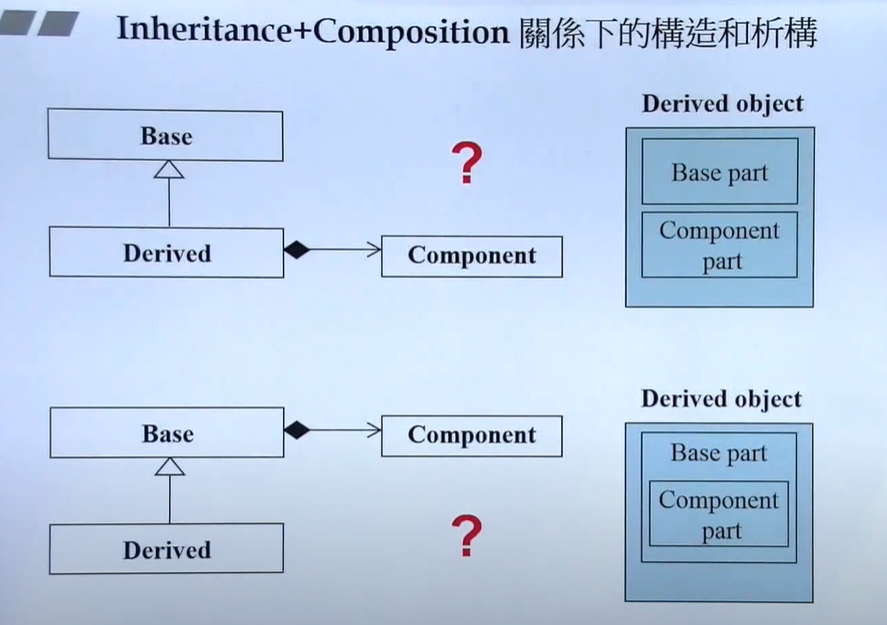 Inheritance+Composition 關係下的構造和析構
Base
?
Derived
Component
Derived object
Base part
Component
part
Base
Component
?
Derived
Derived object
Base part
Component
part